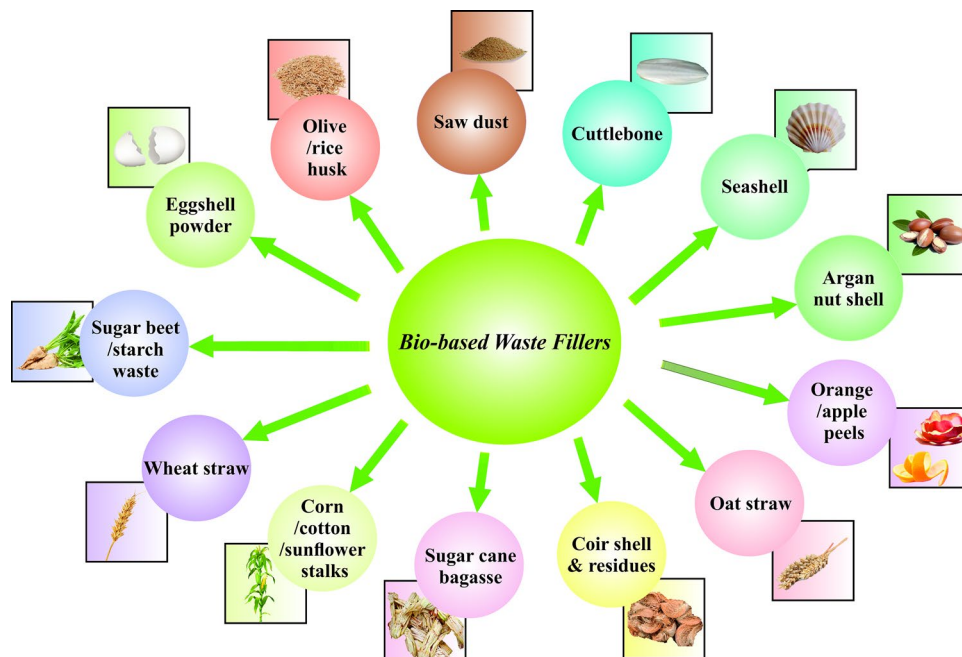 Saw dust
Cuttlebone
Seashell
Argan
nut shell
Orange
/apple
peels
Oat straw
Coir shell
& residues
Sugar cane
bagasse
Corn
/cotton
/sunflower
stalks
Wheat straw
Sugar beet
/starch
waste
Eggshell
powder
Olive
/rice
husk
Bio-based Waste Fillers